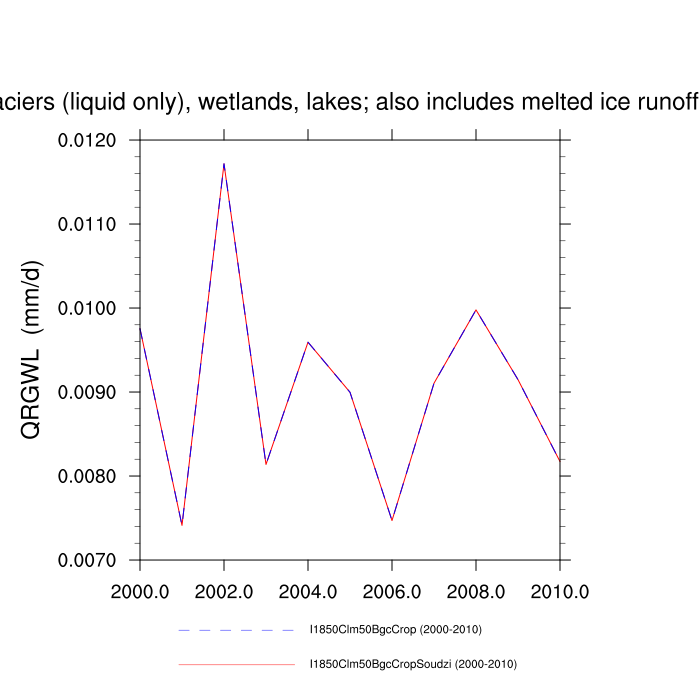 aciers (liquid only), wetlands, lakes; also includes melted ice runoff
0.0120
0.0110
0.0100
0.0090
0.0080
0.0070
QRGWL (mm/d)
2000.0 2002.0 2004.0 2006.0 2008.0 2010.0
I1850Clm50BgcCrop (2000-2010)
I1850Clm50BgcCropSoudzi (2000-2010)